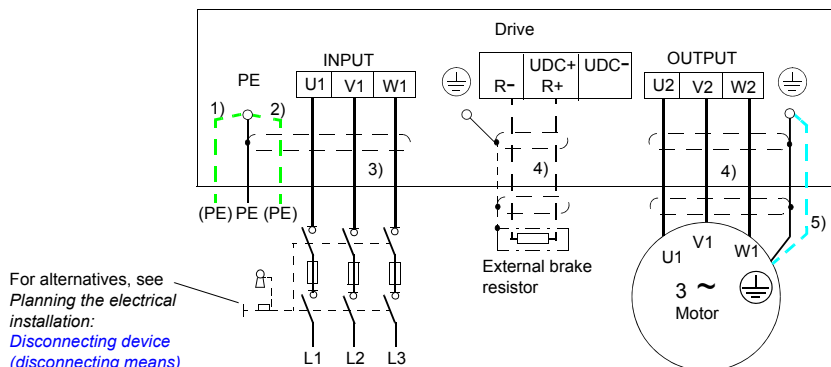 Drive
INPUT
OUTPUT
PE
U1 V1 W1
R-
UDC+
R+
UDC-
U2 V2 W2
1)
2)
3)
4)
4)
5)
(PE) PE (PE)
External brake
resistor
U1
V1
W1
3 ~
Motor
For alternatives, see
Planning the electrical
installation:
Disconnecting device
(disconnecting means)
L1 L2 L3